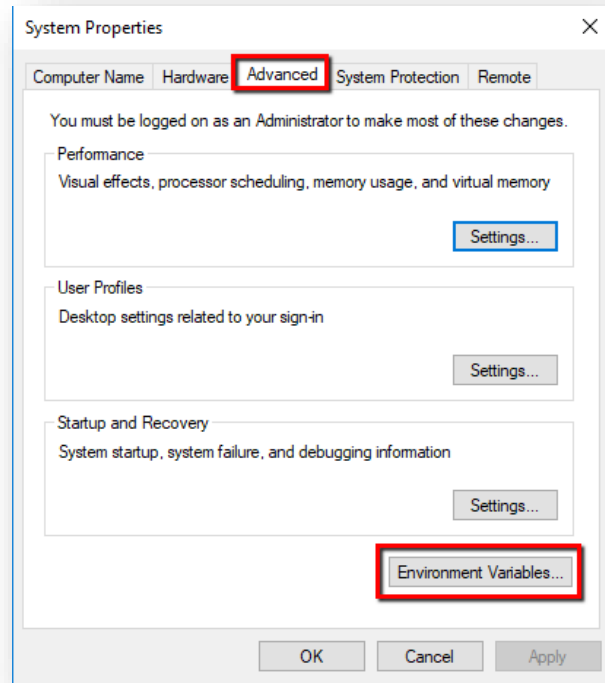 System Properties
Computer Name Hardware Advanced System Protection Remote
You must be logged on as an Administrator to make most of these changes.
Performance
Visual effects, processor scheduling, memory usage, and virtual memory
Settings...
User Profiles
Desktop settings related to your sign-in
Settings...
Startup and Recovery
System startup, system failure, and debugging information
Settings...
Environment Variables...
OK Cancel Apply